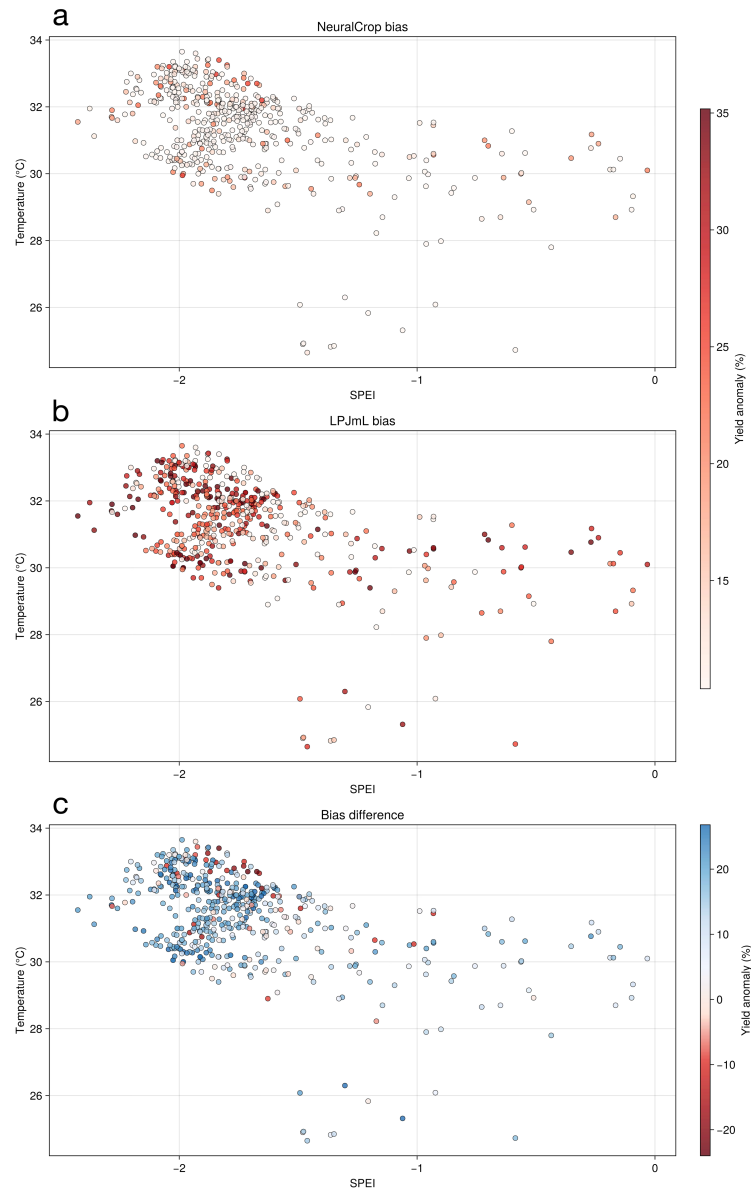 a
NeuralCrop bias
34
32
30
28
26
Temperature (°C)
−2
−1
0
SPEI
b
LPJmL bias
34
32
30
28
26
Temperature (°C)
−2
−1
0
SPEI
35
30
25
20
15
Yield anomaly (%)
c
Bias difference
34
32
30
28
26
Temperature (°C)
−2
−1
0
SPEI
20
10
0
−10
−20
Yield anomaly (%)